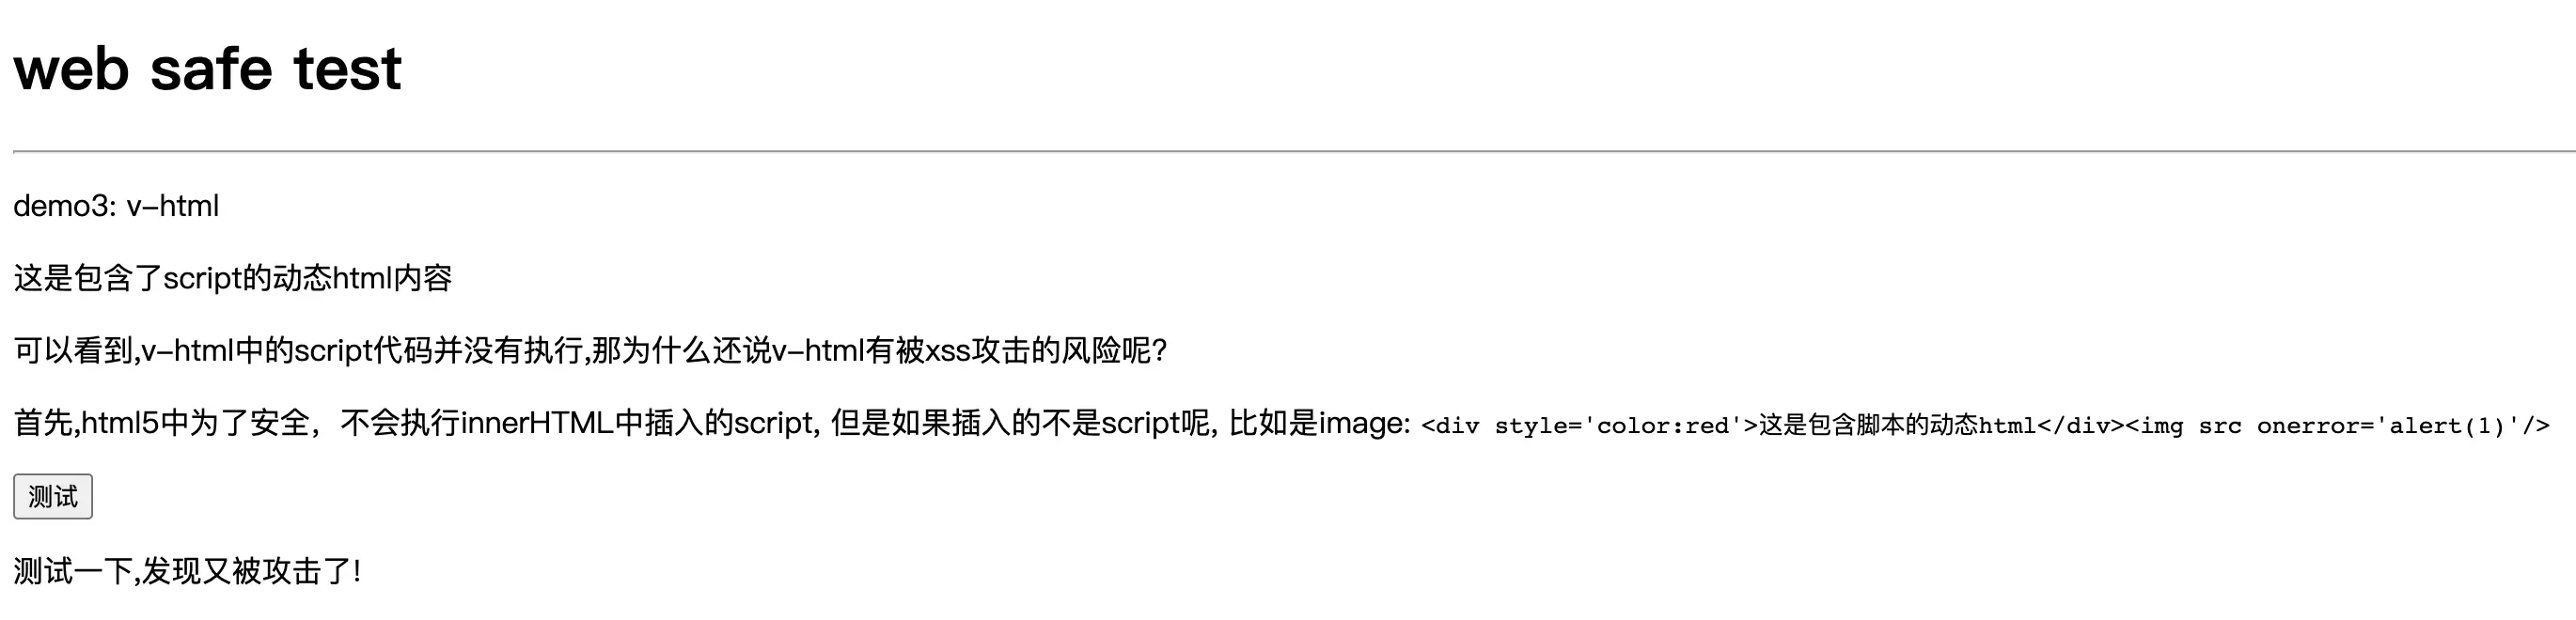 web safe test
demo3: v-html
这是包含了script的动态html内容
可以看到,v-html中的script代码并没有执行,那为什么还说v-html有被xss攻击的风险呢?
首先,html5中为了安全，不会执行innerHTML中插入的script, 但是如果插入的不是script呢, 比如是image: <div style='color:red'>这是包含脚本的动态html</div><img src onerror='alert(1)'/>
测试
测试一下,发现又被攻击了!